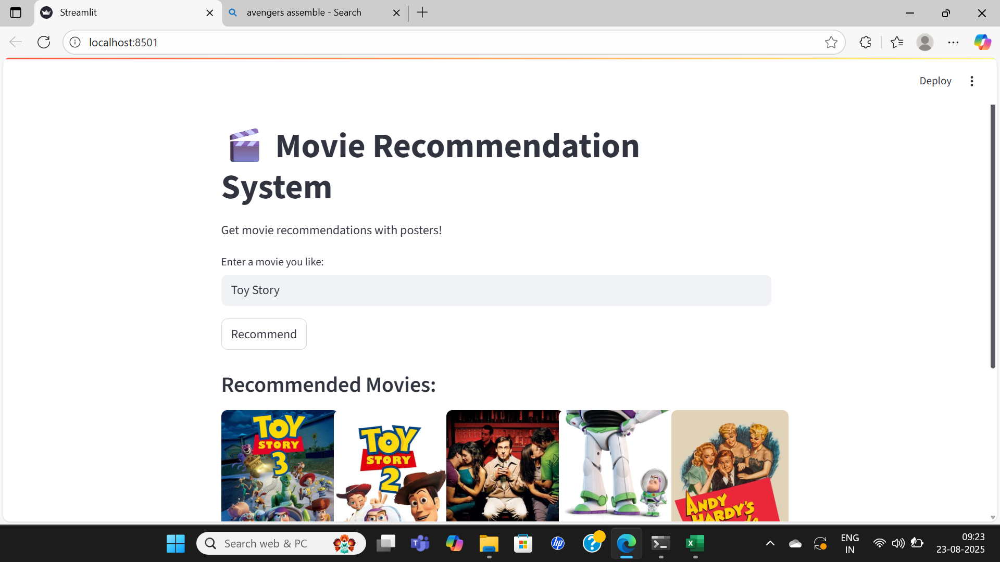 Streamlit
avengers assemble - Search
localhost:8501
Deploy
Movie Recommendation
System
Get movie recommendations with posters!
Enter a movie you like:
Toy Story
Recommend
Recommended Movies:
TOY
STORY
3
TOY
STORY
2
ANDY
HARDY'S
Search web & PC
T
hp
?
X
ENG
IN
09:23
23-08-2025